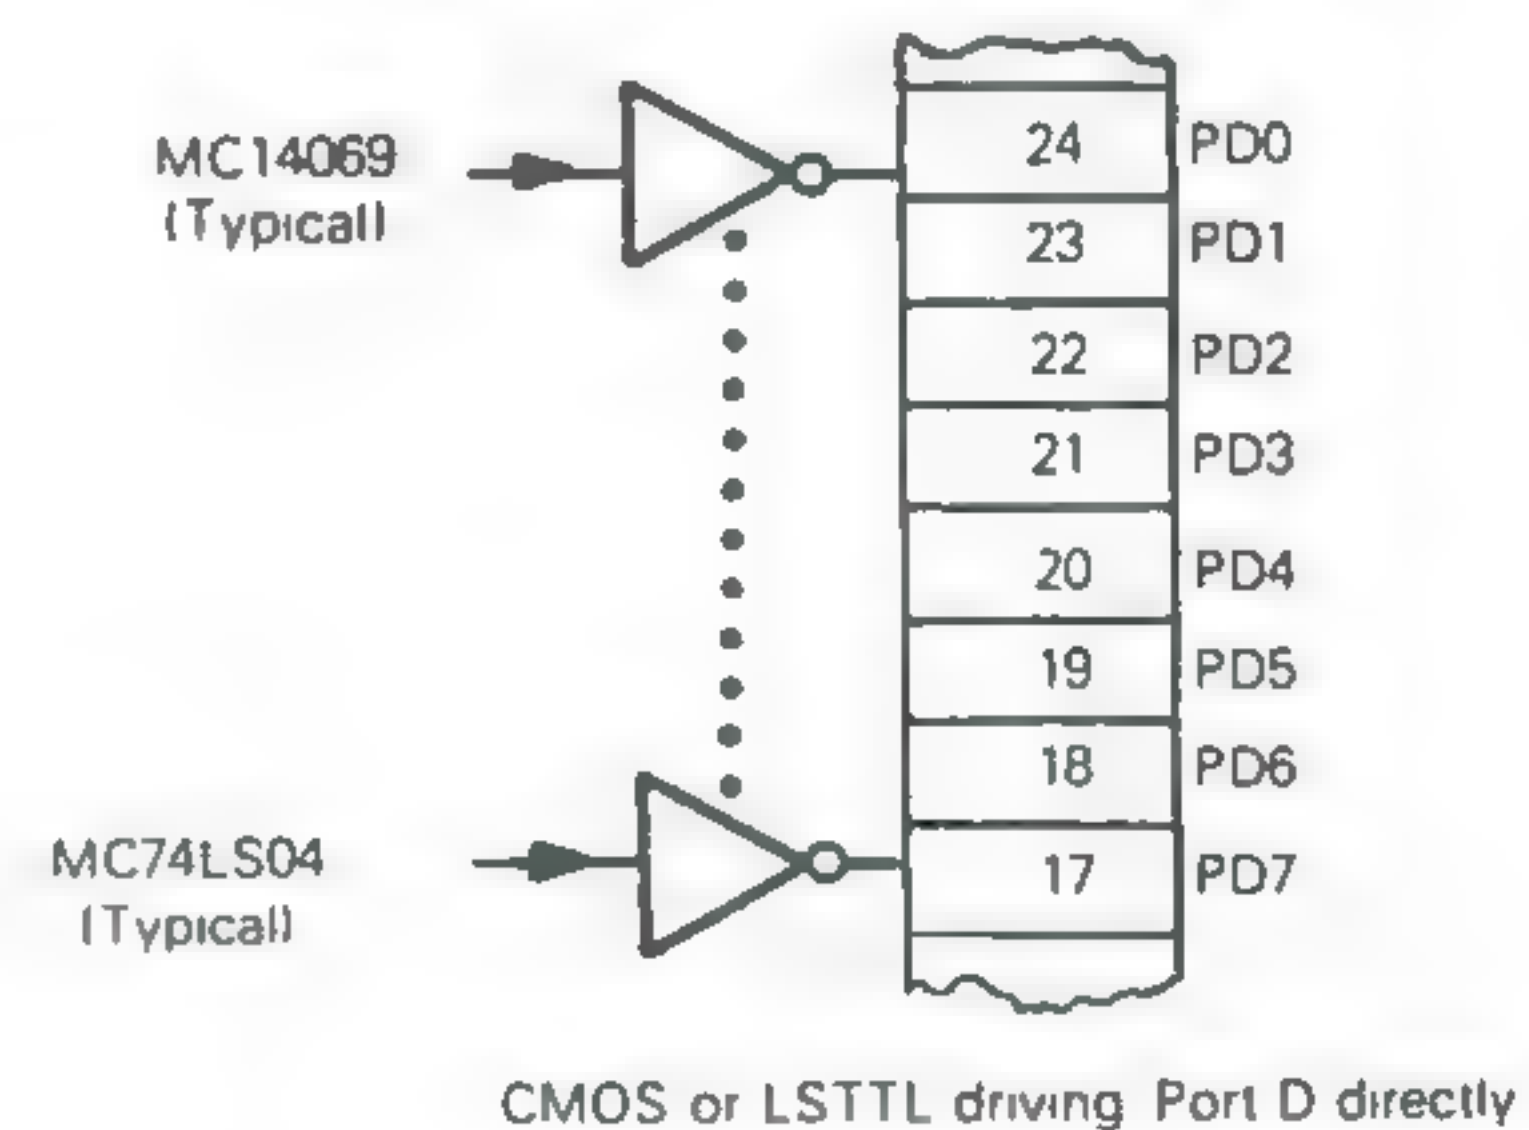 MC14069
(Typical)
24 PD0
23 PD1
22 PD2
21 PD3
20 PD4
19 PD5
18 PD6
17 PD7
MC74LS04
(Typical)
CMOS or LSTTL driving Port D directly